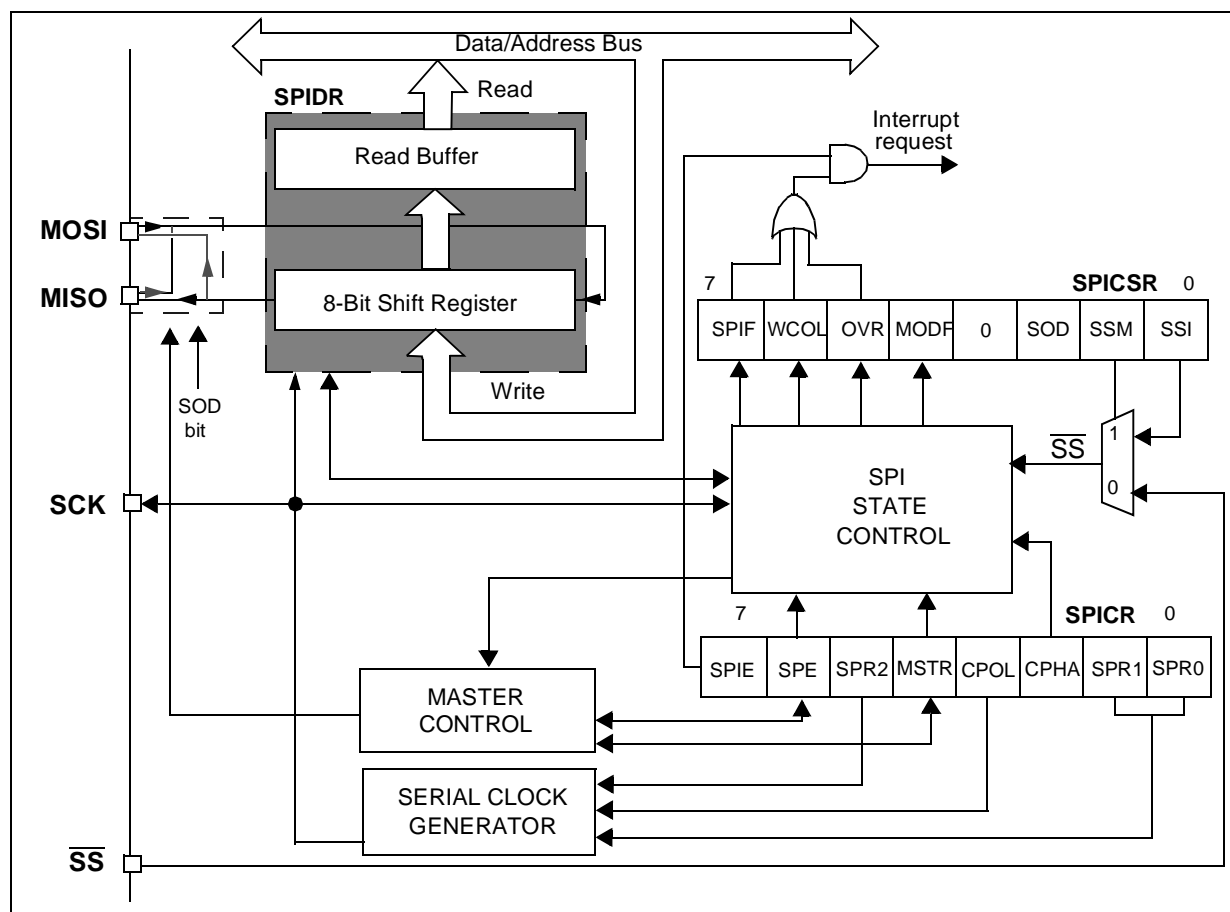 Data/Address Bus
SPIDR
Read
Read Buffer
Interrupt
request
MOSI
MISO
8-Bit Shift Register
Write
SOD
bit
7
SPICSR
0
SPIF
WCOL
OVR
MODF
0
SOD
SSM
SSI
1
0
SS
SCK
SPI
STATE
CONTROL
7
SPICR
0
SPIE
SPE
SPR2
MSTR
CPOL
CPHA
SPR1
SPR0
MASTER
CONTROL
SERIAL CLOCK
GENERATOR
SS